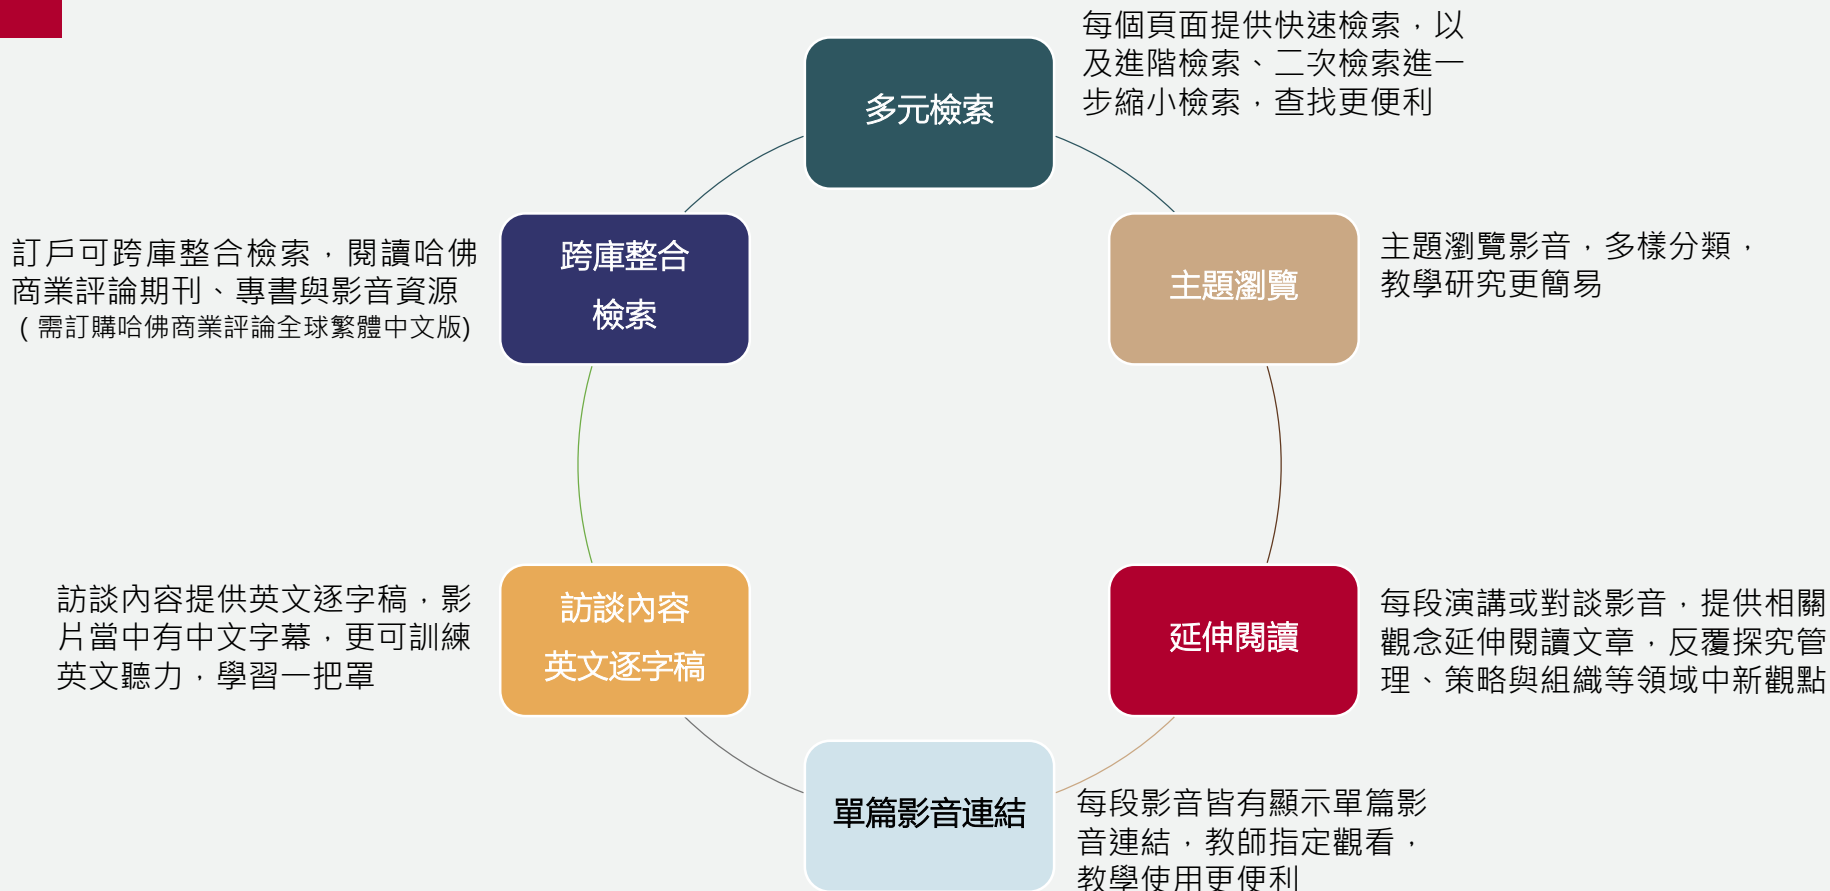 每個頁面提供快速檢索，以
及進階檢索、二次檢索進一
步縮小檢索，查找更便利
多元檢索
主題瀏覽
主題瀏覽影音，多樣分類，
教學研究更簡易
延伸閱讀
每段演講或對談影音，提供相關
觀念延伸閱讀文章，反覆探究管
理、策略與組織等領域中新觀點
單篇影音連結
每段影音皆有顯示單篇影
音連結，教師指定觀看，
教學使用更便利
訪談內容
英文逐字稿
訪談內容提供英文逐字稿，影
片當中有中文字幕，更可訓練
英文聽力，學習一把罩
跨庫整合
檢索
訂戶可跨庫整合檢索，閱讀哈佛
商業評論期刊、專書與影音資源
(需訂購哈佛商業評論全球繁體中文版)